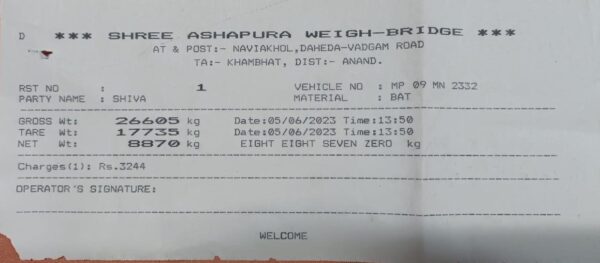 D *** SHREE ASHAPURA WEIGH-BRIDGE ***
AT & POST:- NAVIAKHOL,DAHEDA-VADGAM ROAD
TA:- KHAMBHAT, DIST:- ANAND.
RST NO : 1 VEHICLE NO : MP 09 MN 2332
PARTY NAME : SHIVA MATERIAL : BAT
GROSS Wt: 26605 kg Date:05/06/2023 Time:13:50
TARE Wt: 17735 kg Date:05/06/2023 Time:13:50
NET Wt: 8870 kg EIGHT EIGHT SEVEN ZERO kg
Charges(1): Rs.3244
OPERATOR'S SIGNATURE:
WELCOME